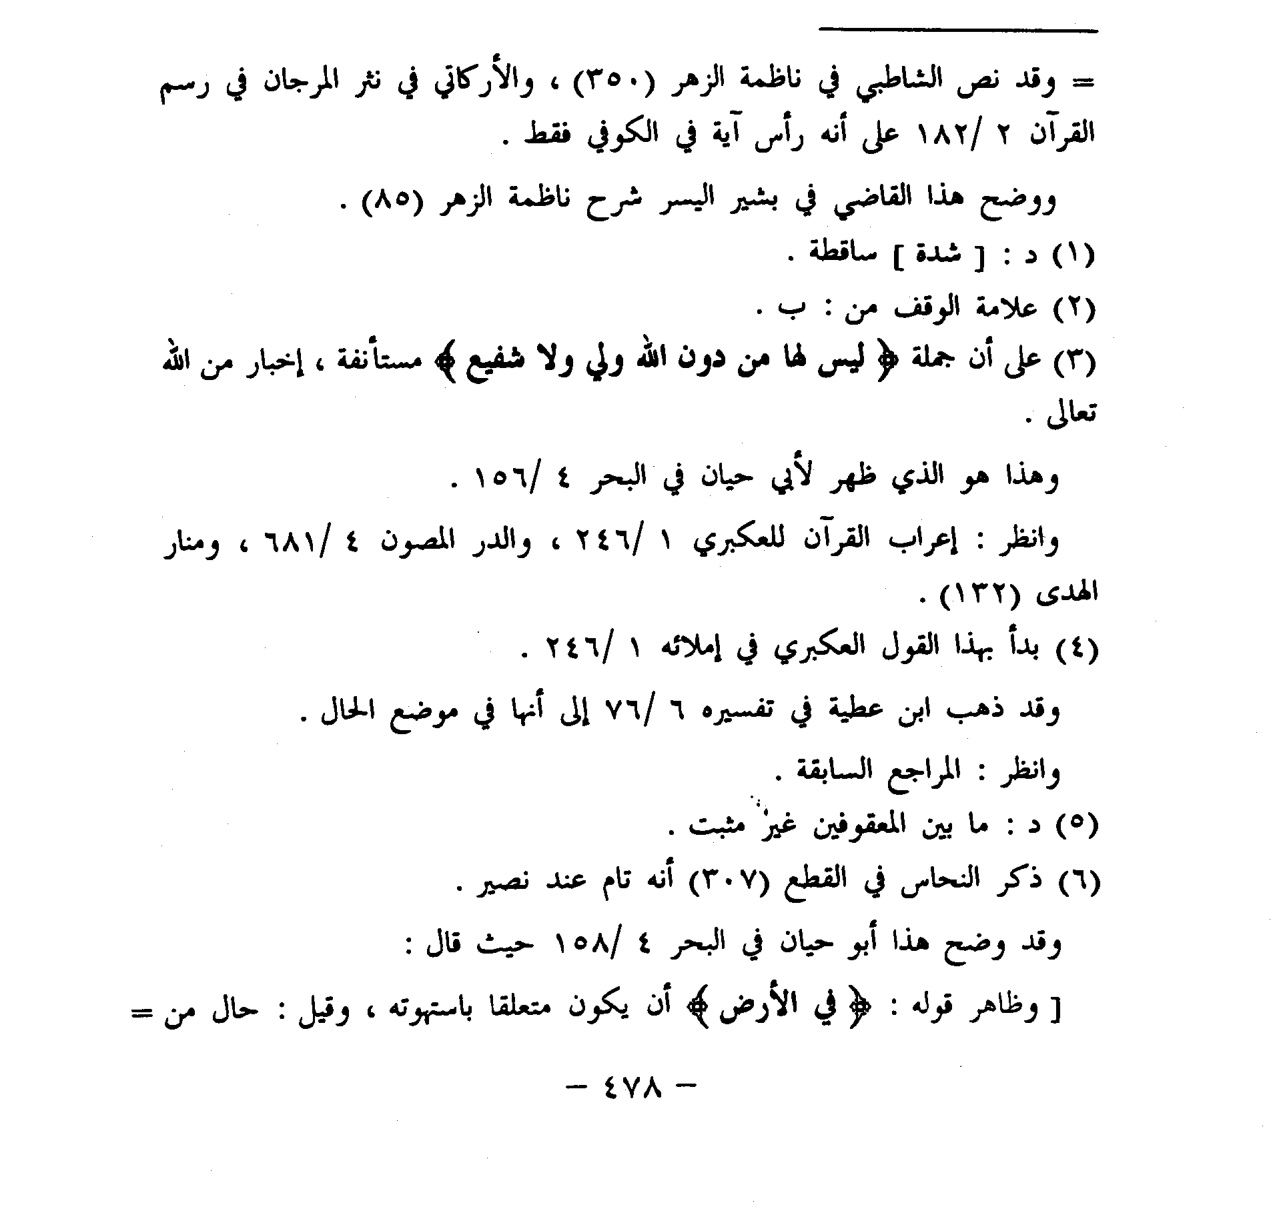 = وقد نص الشاطبي في ناظمة الزهر (٣٥٠) ، والأركاتي في نثر المرجان في رسم
القرآن ٢ /١٨٢ على أنه رأس آية في الكوفي فقط .
ووضح هذا القاضي في بشير اليسر شرح ناظمة الزهر (٨٥) .
(١) د : [ شدة ] ساقطة .
(٢) علامة الوقف من : ب .
(٣) على أن جملة ﴿ ليس لها من دون الله ولي ولا شفيع ﴾ مستأنفة ، إخبار من الله
تعالى .
وهذا هو الذي ظهر لأبي حيان في البحر ٤ /١٥٦ .
وانظر : إعراب القرآن للعكبري ١ /٢٤٦ ، والدر المصون ٤ /٦٨١ ، ومنار
الهدى (١٣٢) .
(٤) بدأ بهذا القول العكبري في إملائه ١ /٢٤٦ .
وقد ذهب ابن عطية في تفسيره ٦ /٧٦ إلى أنها في موضع الحال .
وانظر : المراجع السابقة .
(٥) د : ما بين المعقوفين غير مثبت .
(٦) ذكر النحاس في القطع (٣٠٧) أنه تام عند نصير .
وقد وضح هذا أبو حيان في البحر ٤ /١٥٨ حيث قال :
[ وظاهر قوله : ﴿ في الأرض ﴾ أن يكون متعلقا باستهوته ، وقيل : حال من =
– ٤٧٨ –